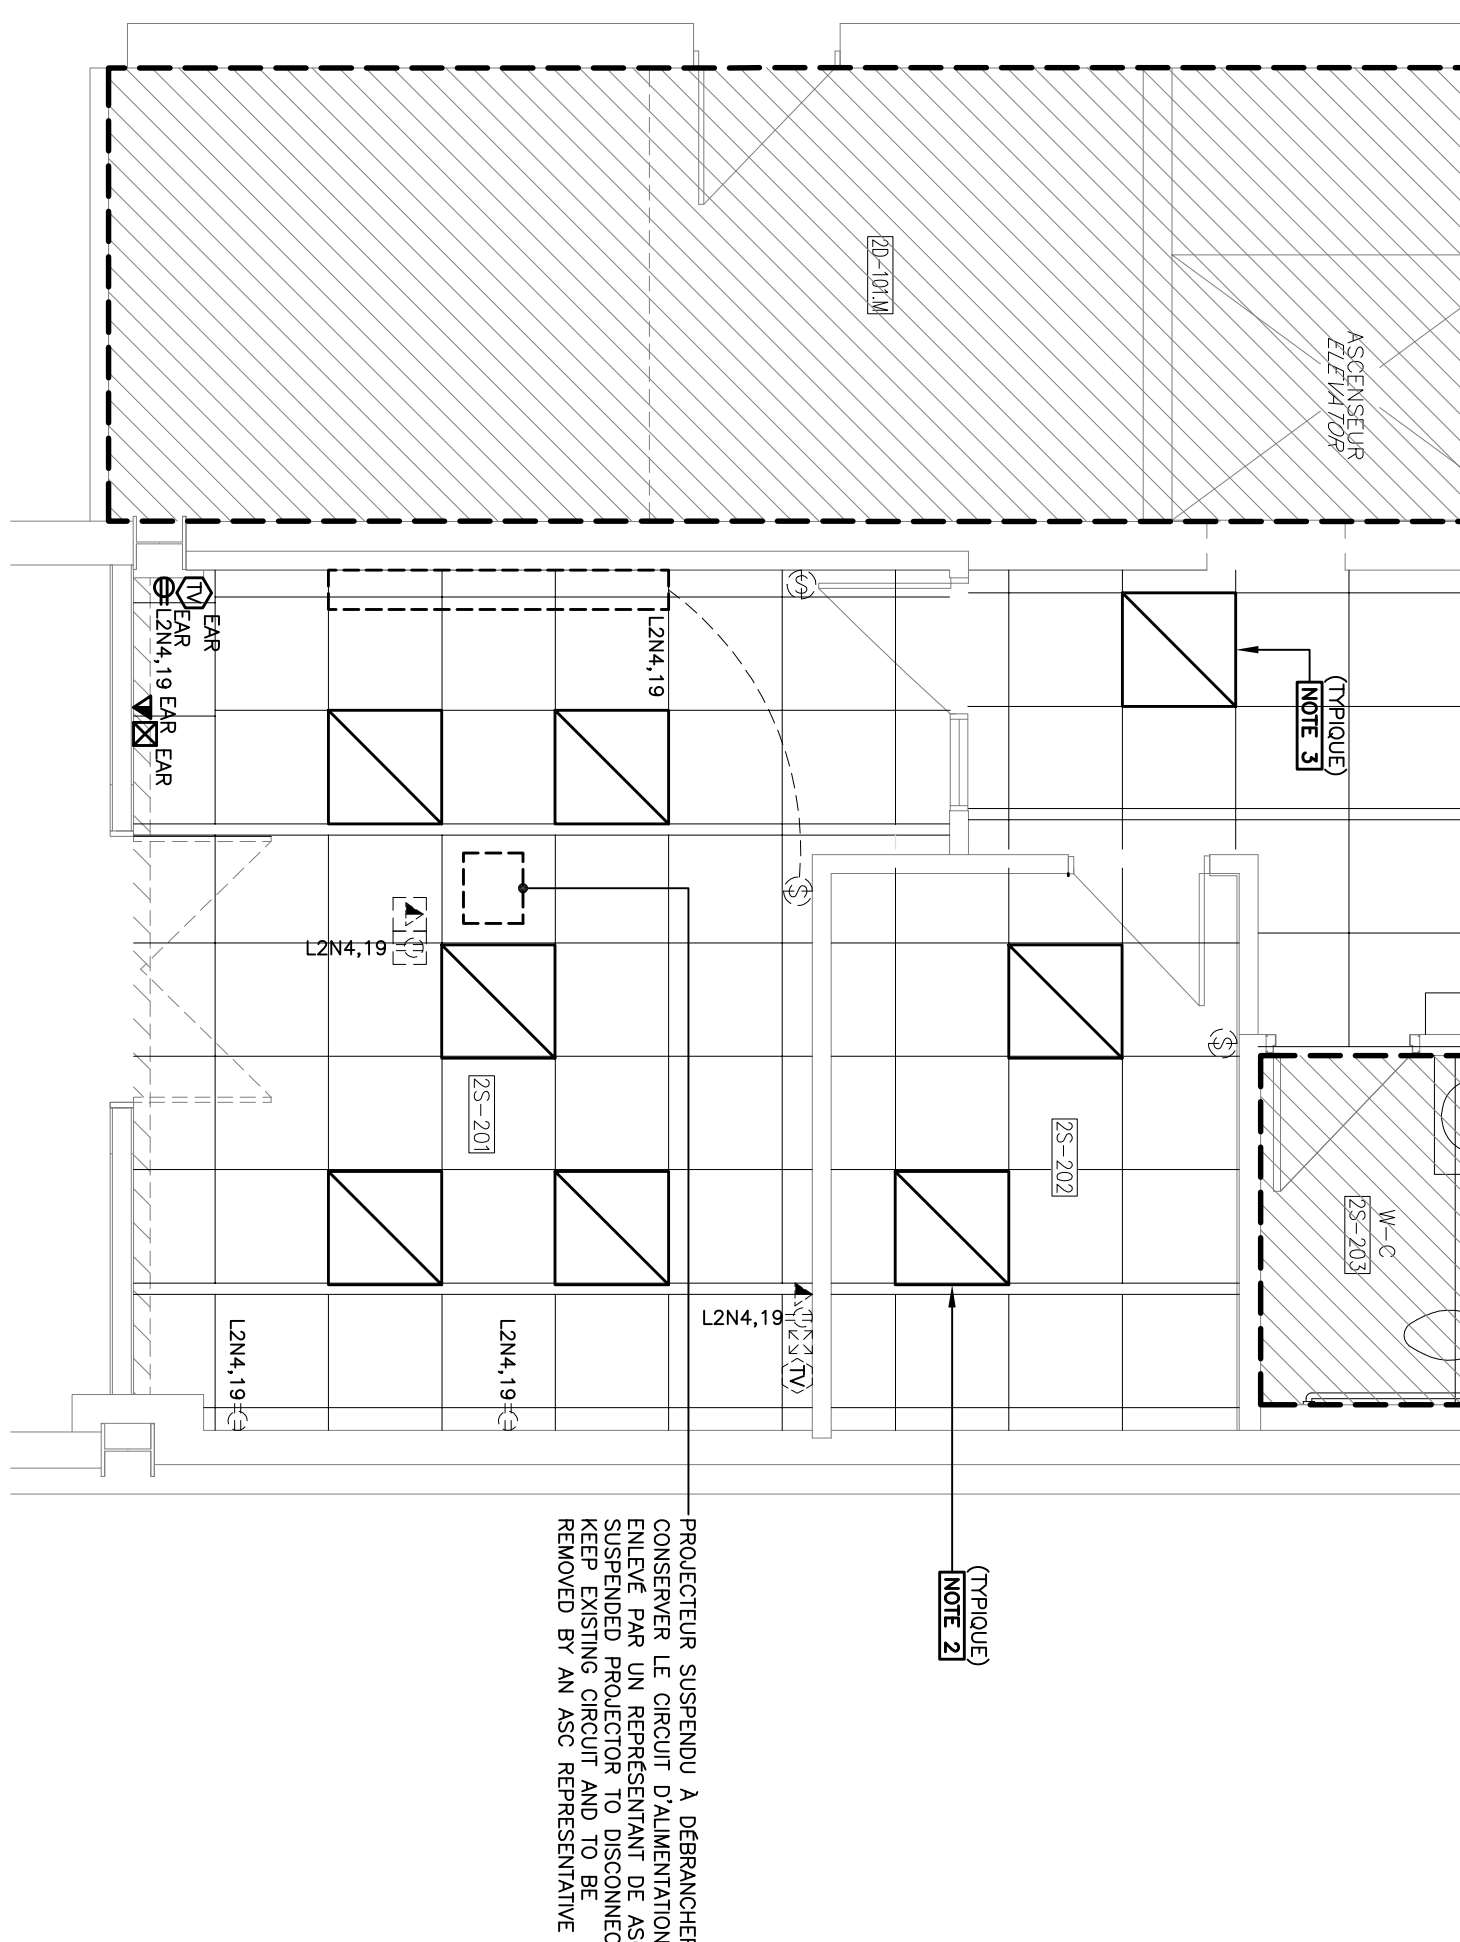 2D-101.M
ASCENSEUR
ELEVATOR
(TYPIQUE)
NOTE 3
L2N4,19
TV
EAR
EAR
L2N4,19
EAR
EAR
S
S
S
L2N4,19
2S-201
2S-202
W-C
2S-203
L2N4,19
TV
L2N4,19
L2N4,19
(TYPIQUE)
NOTE 2
PROJECTEUR SUSPENDU À DÉBRANCHER
CONSERVER LE CIRCUIT D'ALIMENTATION
ENLEVÉ PAR UN REPRÉSENTANT DE AS
SUSPENDED PROJECTOR TO DISCONNEC
KEEP EXISTING CIRCUIT AND TO BE
REMOVED BY AN ASC REPRESENTATIVE